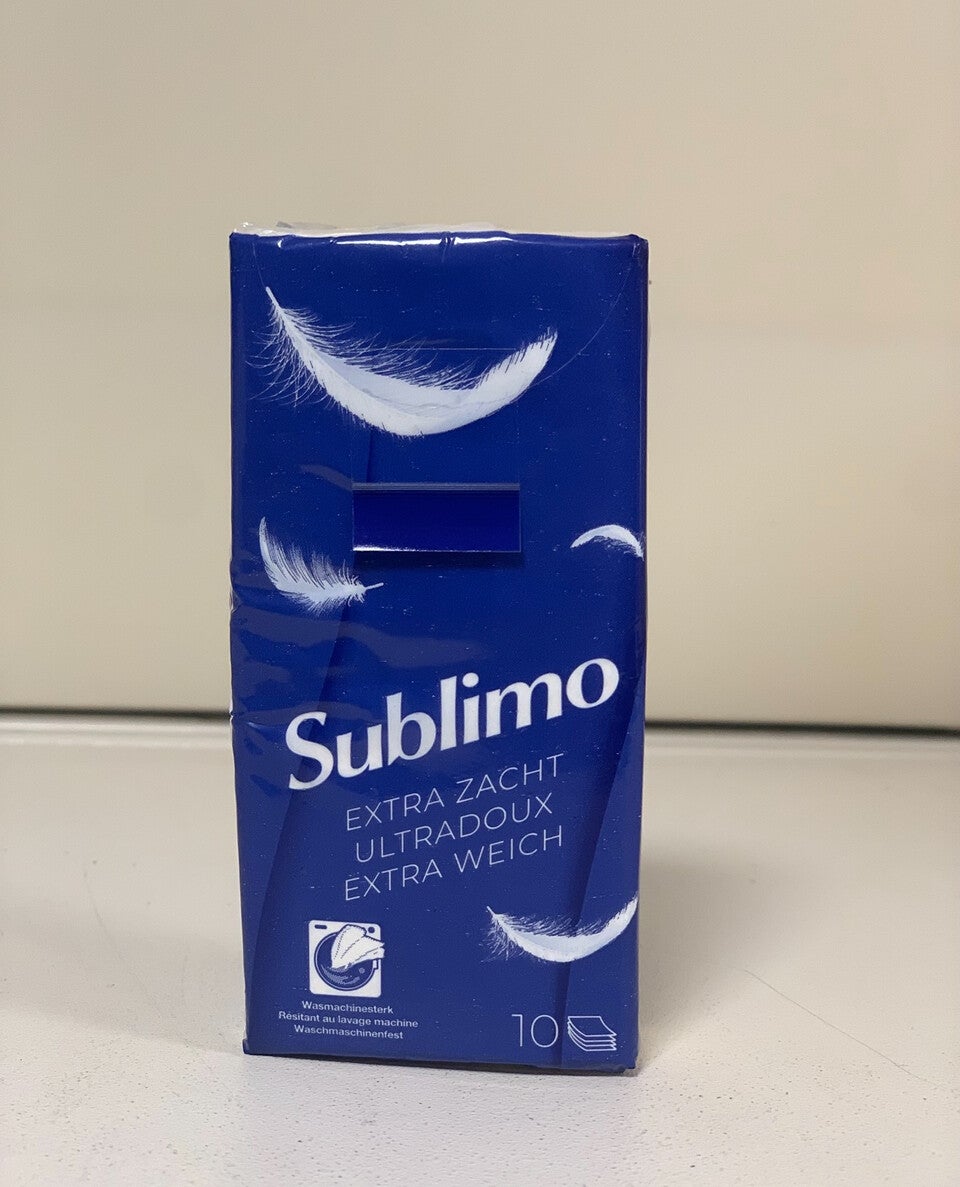 Sublimo
EXTRA ZACHT
ULTRADOUX
EXTRA WEICH
Wasmachinesterk
Résitant au lavage machine
Waschmaschinenfest
10